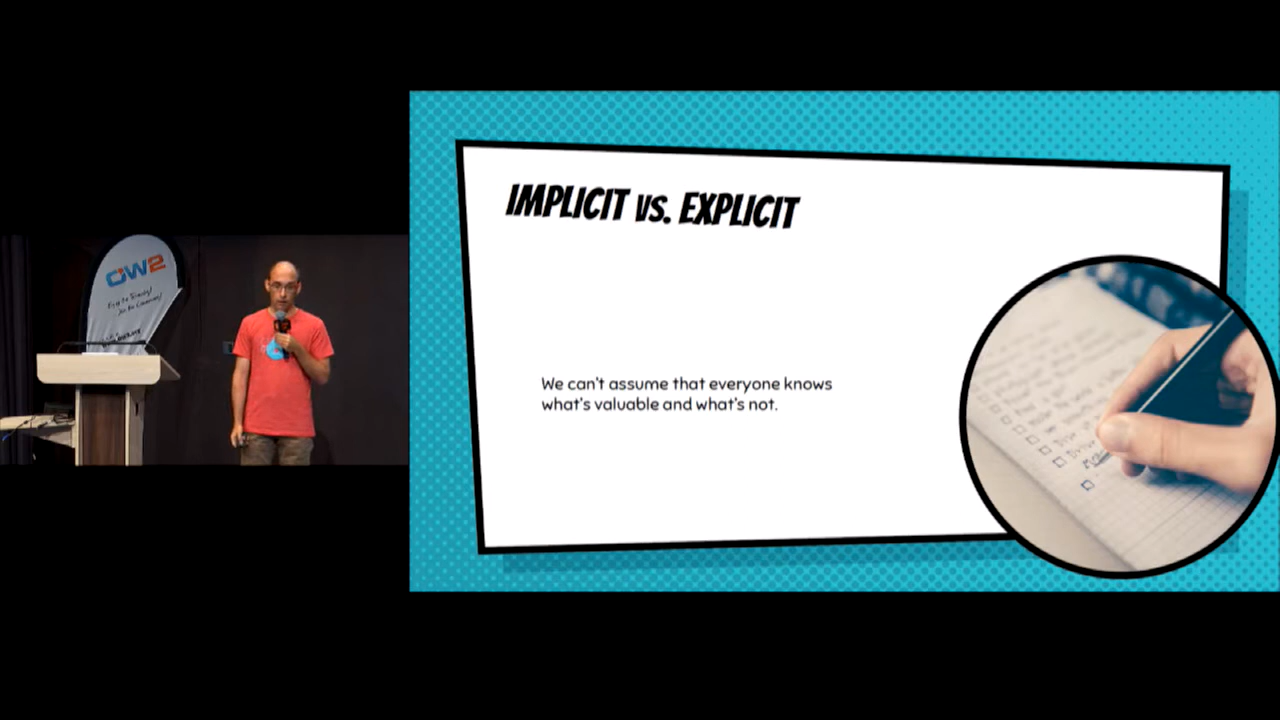 OW2
IMPLICIT VS. EXPLICIT
We can't assume that everyone knows
what's valuable and what's not.